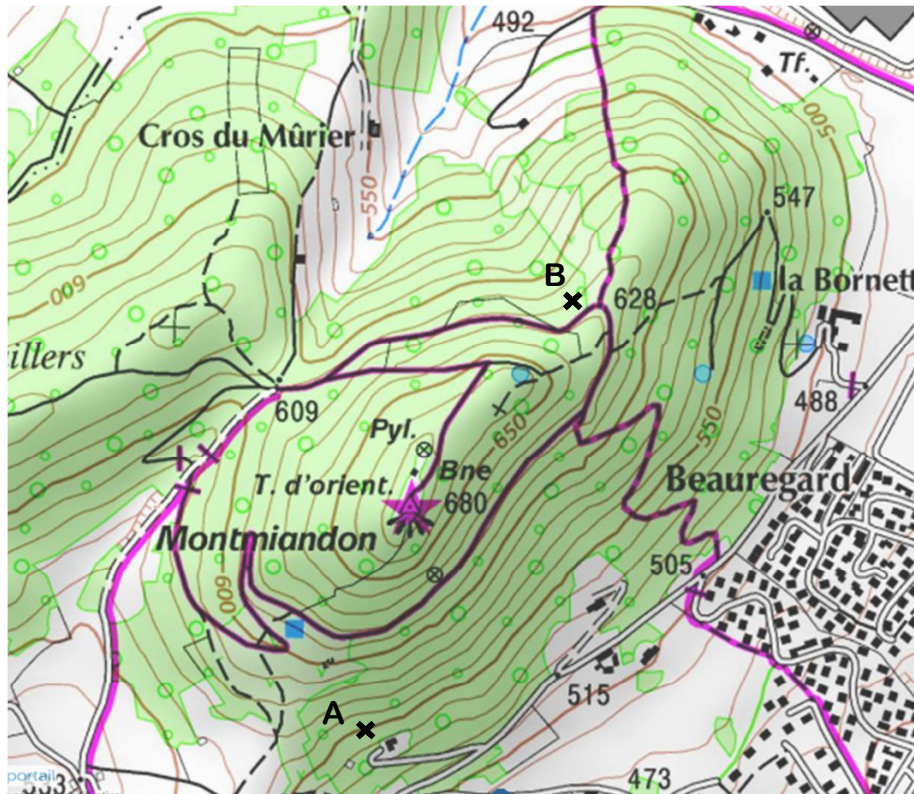 492
Tf.
500
Cros du Mûrier
550
547
600
B
la Bornett
628
illers
609
488
Pyl.
650
550
T. d'orient.
Bne
680
Beauregard
Montmiandon
505
600
515
A
portail
473